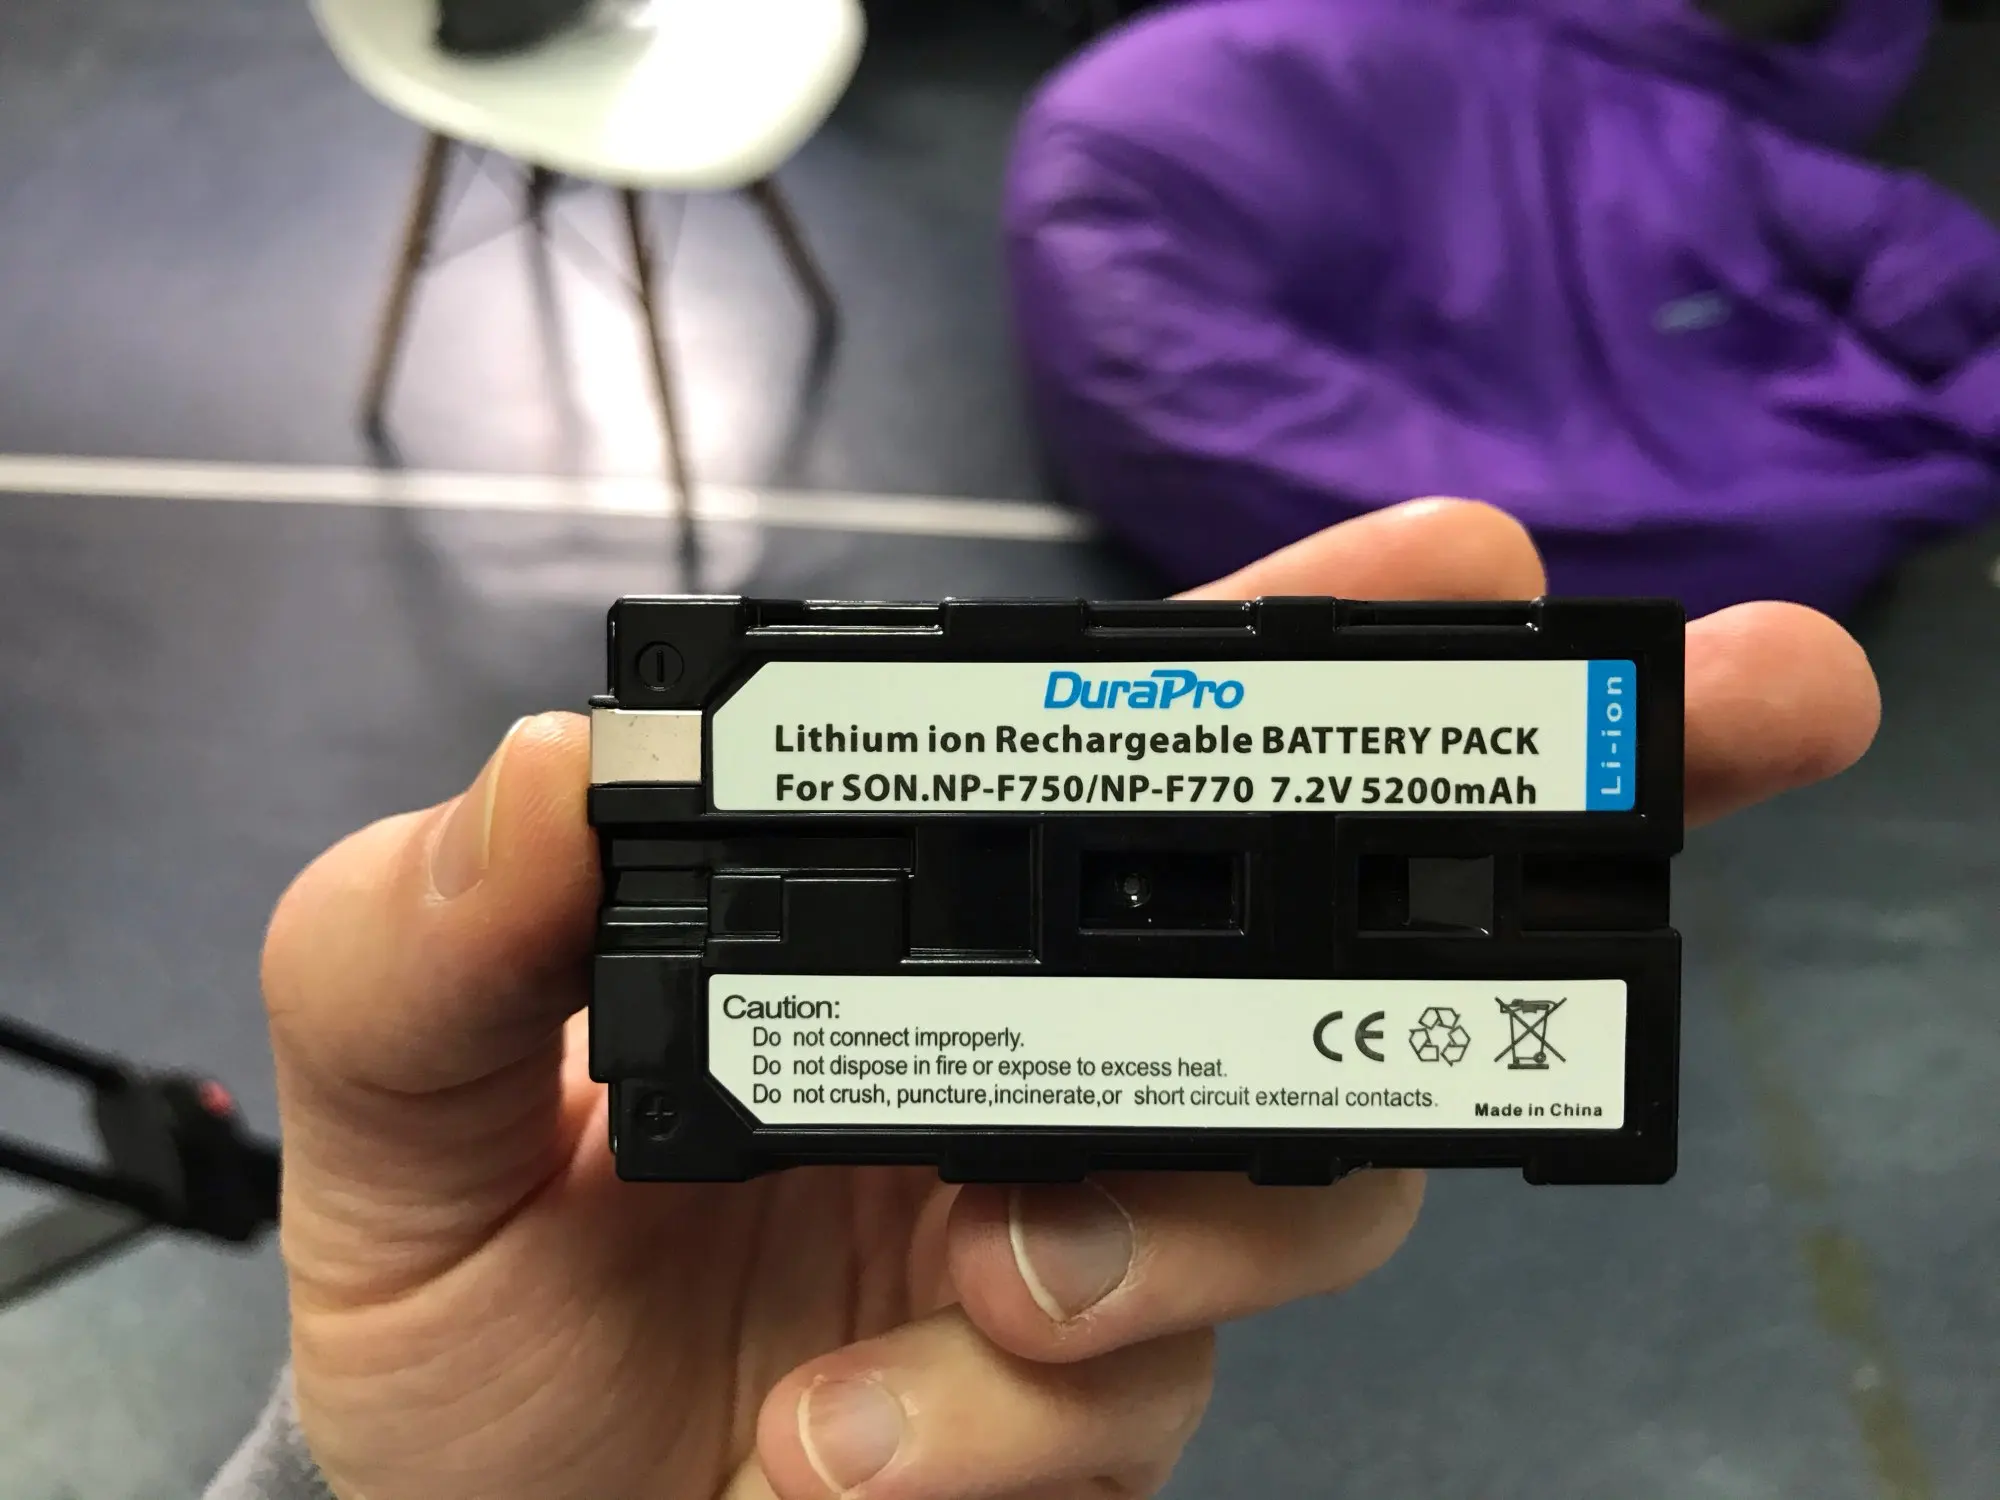 DuraPro
Lithium ion Rechargeable BATTERY PACK
For SON.NP-F750/NP-F770 7.2V 5200mAh
Li-ion
Caution:
Do not connect improperly.
Do not dispose in fire or expose to excess heat.
Do not crush, puncture,incinerate,or short circuit external contacts.
CE
Made in China